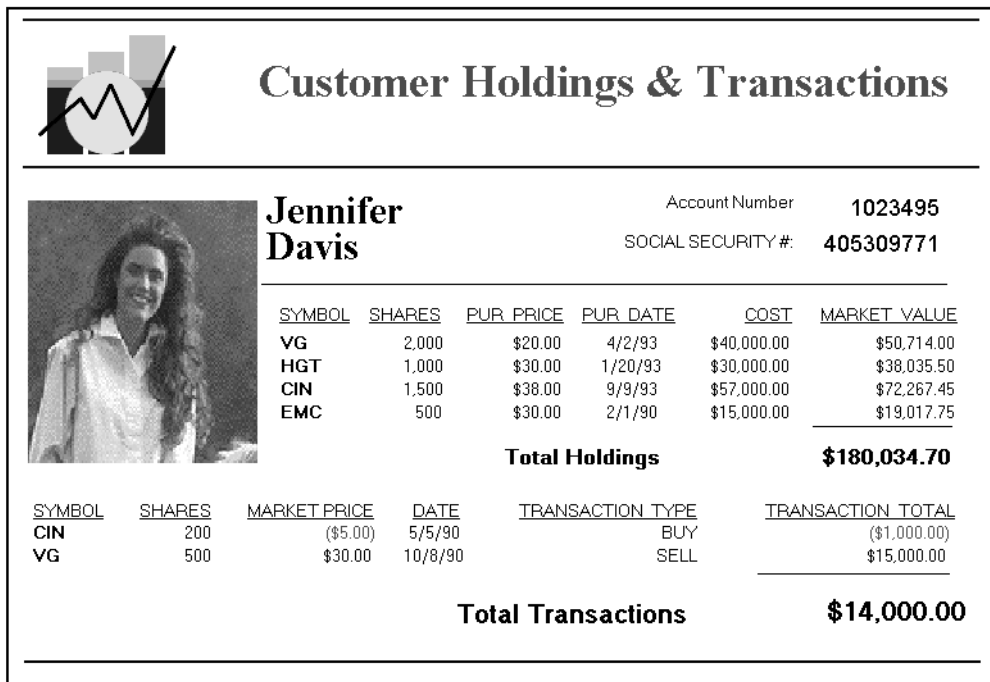 Customer Holdings & Transactions
Jennifer
Davis
Account Number 1023495
SOCIAL SECURITY #: 405309771
SYMBOL SHARES PUR PRICE PUR DATE COST MARKET VALUE
VG 2,000 $20.00 4/2/93 $40,000.00 $50,714.00
HGT 1,000 $30.00 1/20/93 $30,000.00 $38,035.50
CIN 1,500 $38.00 9/9/93 $57,000.00 $72,267.45
EMC 500 $30.00 2/1/90 $15,000.00 $19,017.75
Total Holdings $180,034.70
SYMBOL SHARES MARKET PRICE DATE TRANSACTION TYPE TRANSACTION TOTAL
CIN 200 ($5.00) 5/5/90 BUY ($1,000.00)
VG 500 $30.00 10/8/90 SELL $15,000.00
Total Transactions $14,000.00